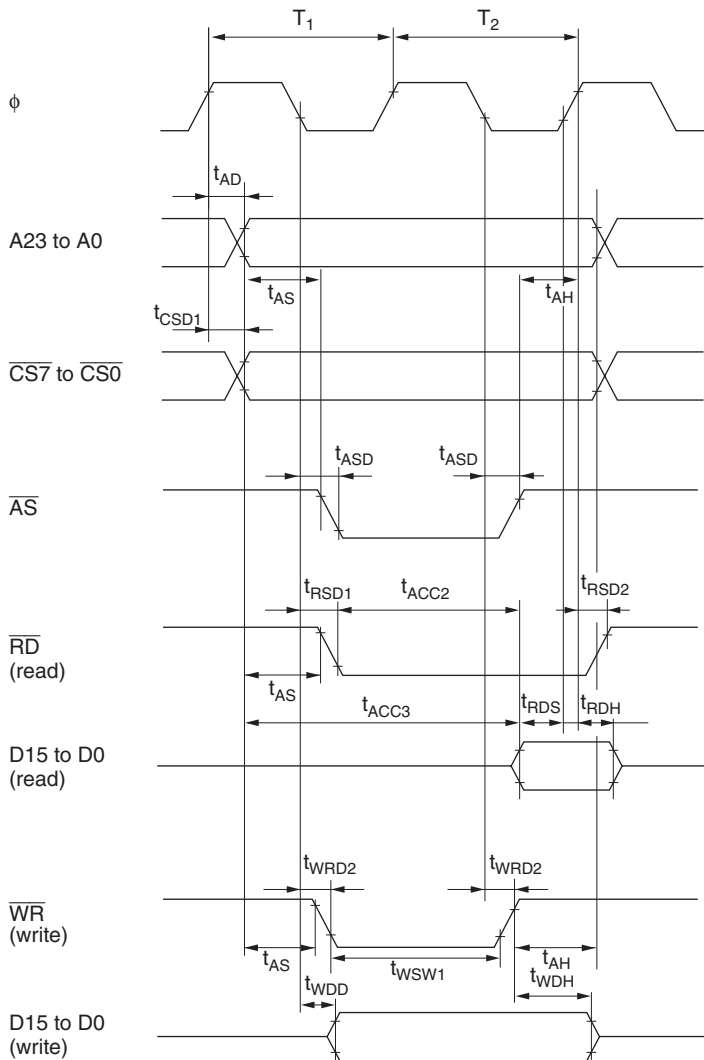 T1 T2
ϕ
tAD
A23 to A0
tAS tAH
tCSD1
CS7 to CS0
tASD tASD
AS
tRSD1 tACC2 tRSD2
RD
(read)
tAS
tACC3 tRDS tRDH
D15 to D0
(read)
tWRD2 tWRD2
WR
(write)
tAS tWSW1 tAH
tWDD tWDH
D15 to D0
(write)